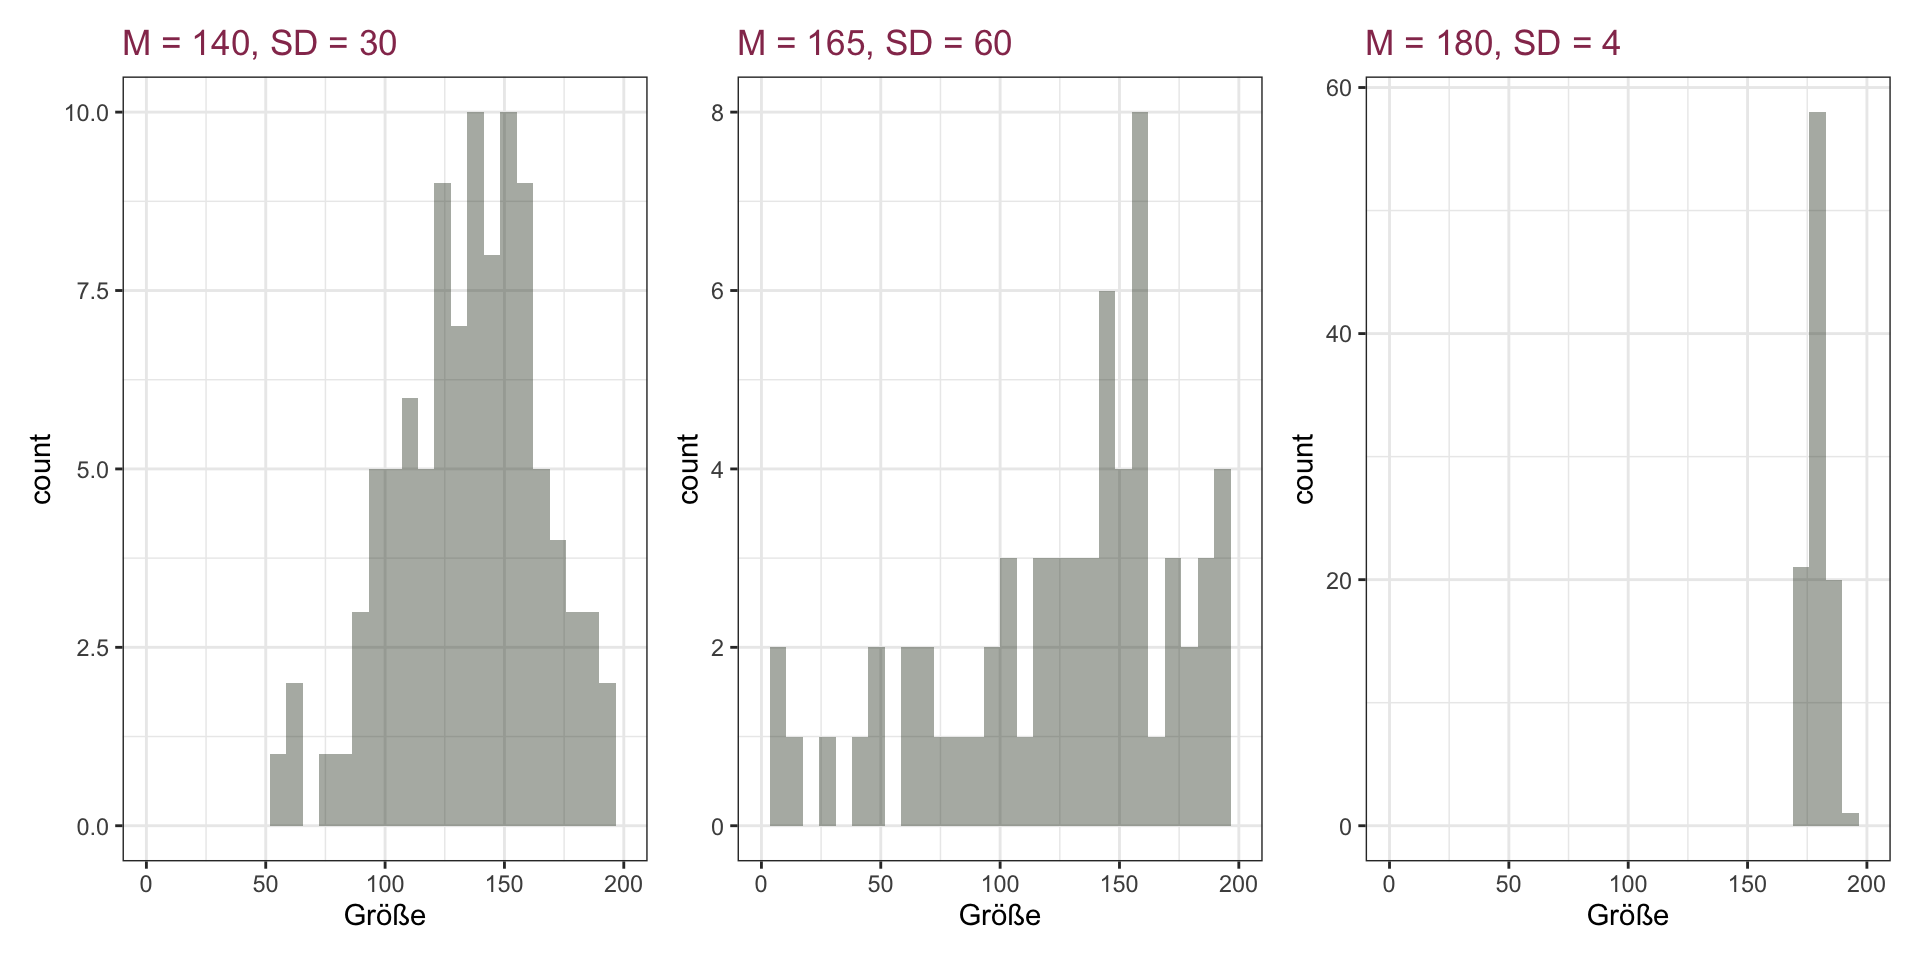 M = 140, SD = 30
10.0
7.5
5.0
2.5
0.0
count
0 50 100 150 200
Größe
M = 165, SD = 60
8
6
4
2
0
count
0 50 100 150 200
Größe
M = 180, SD = 4
60
40
20
0
count
0 50 100 150 200
Größe